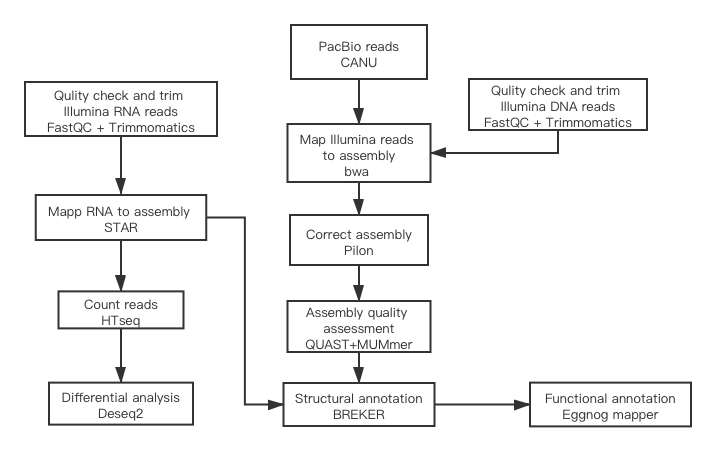 PacBio reads
CANU
Qulity check and trim
Illumina RNA reads
FastQC + Trimmomatics
Qulity check and trim
Illumina DNA reads
FastQC + Trimmomatics
Map Illumina reads
to assembly
bwa
Mapp RNA to assembly
STAR
Correct assembly
Pilon
Count reads
HTseq
Assembly quality
assessment
QUAST+MUMmer
Differential analysis
Deseq2
Structural annotation
BREKER
Functional annotation
Eggnog mapper